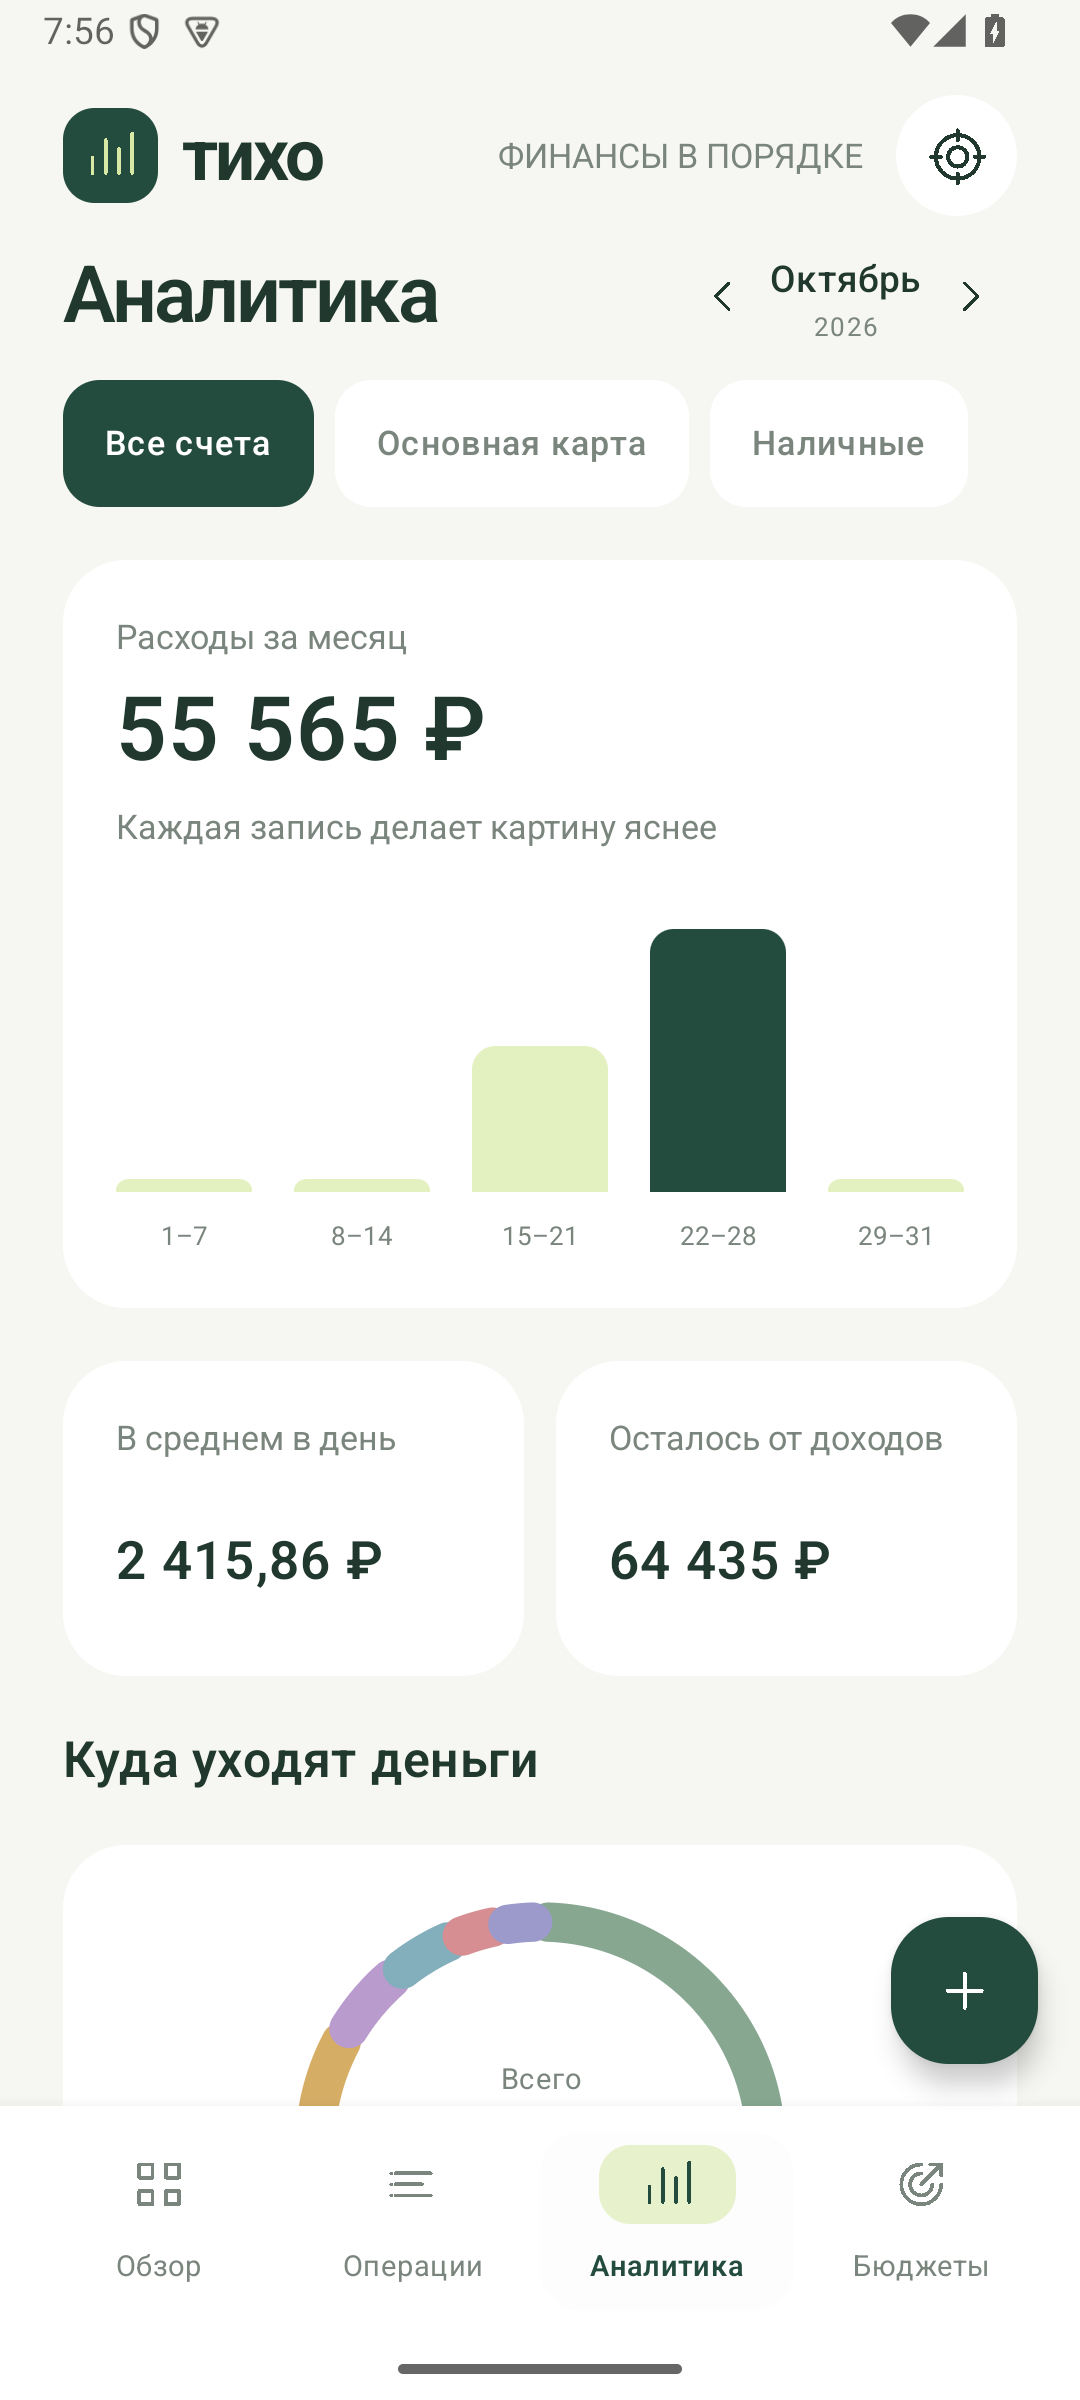 7:56
тихо
ФИНАНСЫ В ПОРЯДКЕ
Аналитика
Октябрь
2026
Все счета
Основная карта
Наличные
Расходы за месяц
55 565 ₽
Каждая запись делает картину яснее
1–7
8–14
15–21
22–28
29–31
В среднем в день
2 415,86 ₽
Осталось от доходов
64 435 ₽
Куда уходят деньги
Всего
Обзор
Операции
Аналитика
Бюджеты